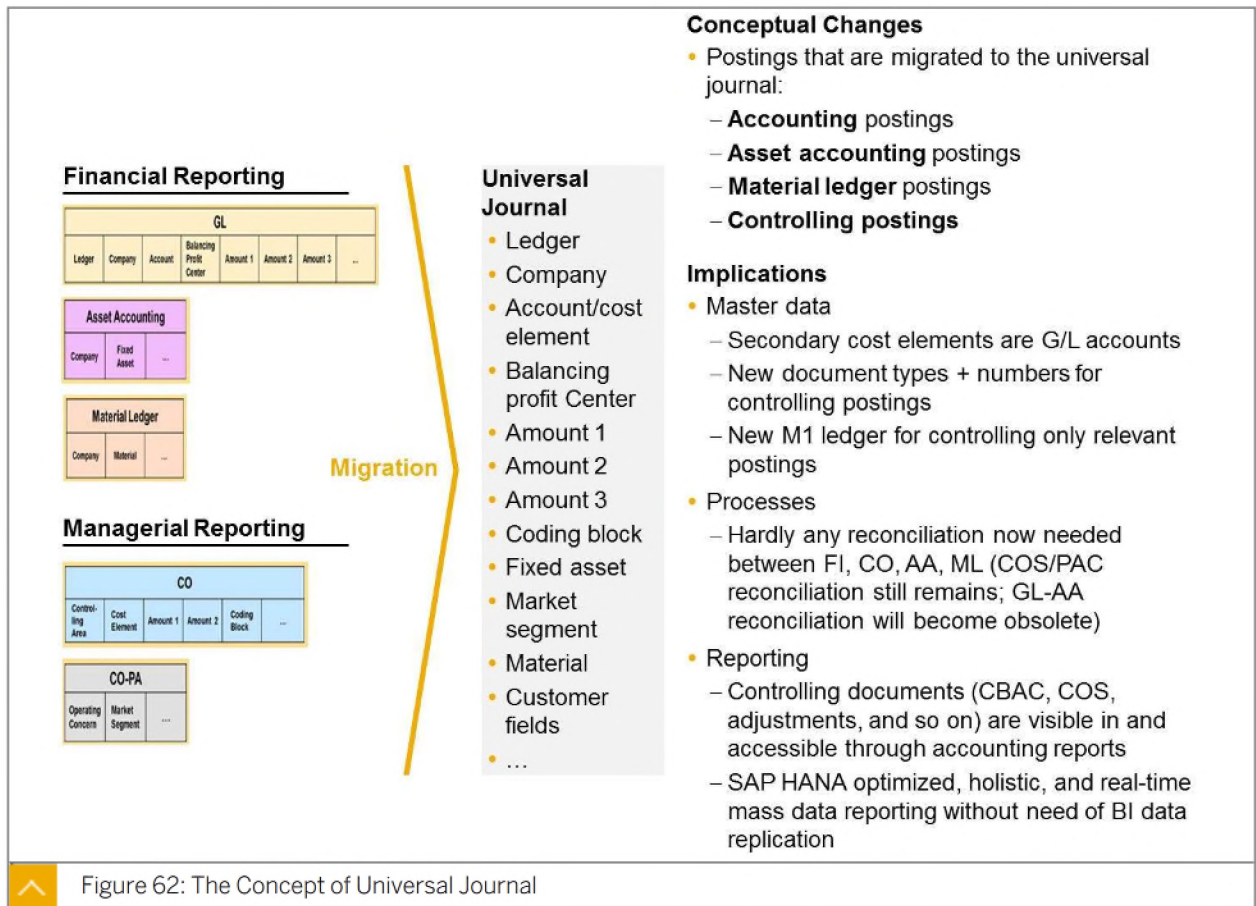 Financial Reporting
GL
Ledger Company Account Balancing Profit Center Amount 1 Amount 2 Amount 3 ...
Asset Accounting
Company Fixed Asset ...
Material Ledger
Company Material ...
Managerial Reporting
CO
Control-ling Area Cost Element Amount 1 Amount 2 Coding Block ...
CO-PA
Operating Concern Market Segment ...
Migration
Universal
Journal
• Ledger
• Company
• Account/cost
element
• Balancing
profit Center
• Amount 1
• Amount 2
• Amount 3
• Coding block
• Fixed asset
• Market
segment
• Material
• Customer
fields
• ...
Conceptual Changes
• Postings that are migrated to the universal
journal:
– Accounting postings
– Asset accounting postings
– Material ledger postings
– Controlling postings
Implications
• Master data
– Secondary cost elements are G/L accounts
– New document types + numbers for
controlling postings
– New M1 ledger for controlling only relevant
postings
• Processes
– Hardly any reconciliation now needed
between FI, CO, AA, ML (COS/PAC
reconciliation still remains; GL-AA
reconciliation will become obsolete)
• Reporting
– Controlling documents (CBAC, COS,
adjustments, and so on) are visible in and
accessible through accounting reports
– SAP HANA optimized, holistic, and real-time
mass data reporting without need of BI data
replication
Figure 62: The Concept of Universal Journal